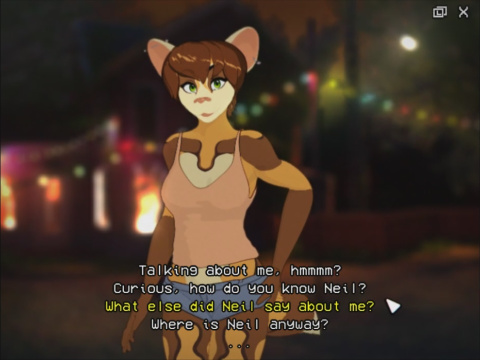 Talking about me, hmmmm?
Curious, how do you know Neil?
What else did Neil say about me?
Where is Neil anyway?
...